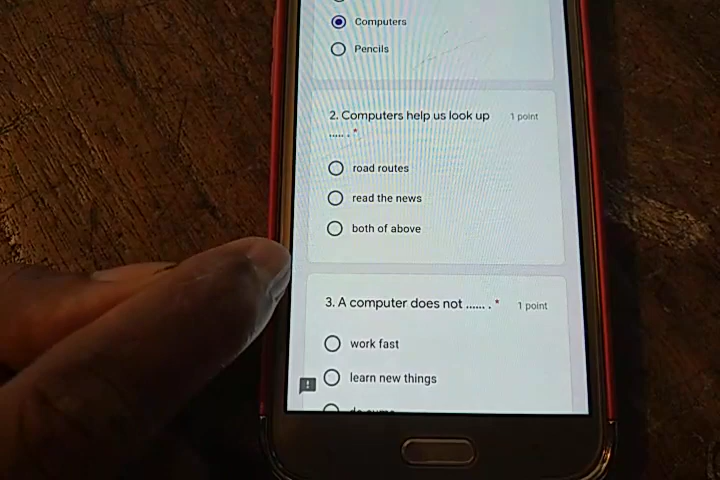 Computers
Pencils
2. Computers help us look up
1 point
..... . *
road routes
read the news
both of above
3. A computer does not ...... . *
1 point
work fast
learn new things